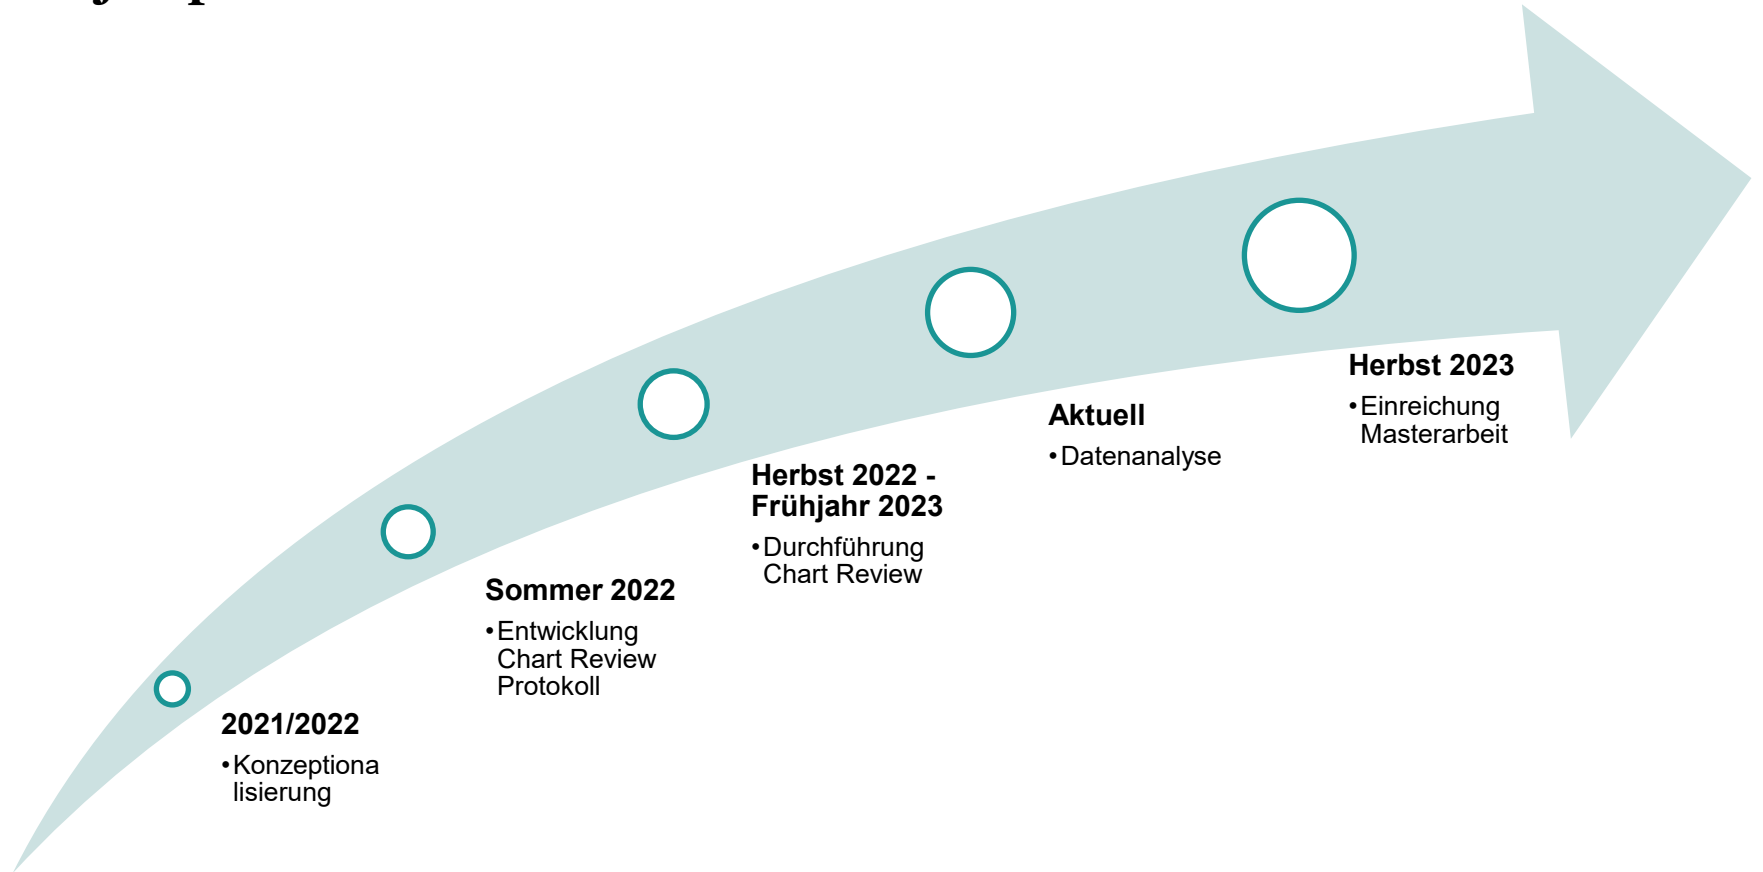 2021/2022
•Konzeptiona
lisierung
Sommer 2022
•Entwicklung
Chart Review
Protokoll
Herbst 2022 -
Frühjahr 2023
•Durchführung
Chart Review
Aktuell
•Datenanalyse
Herbst 2023
•Einreichung
Masterarbeit